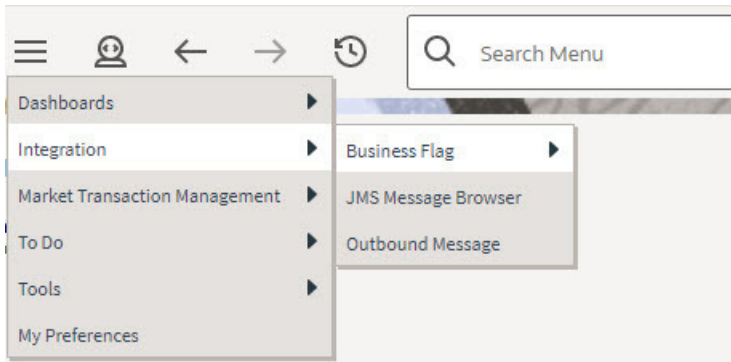 Search Menu
Dashboards
Integration
Market Transaction Management
To Do
Tools
My Preferences
Business Flag
JMS Message Browser
Outbound Message